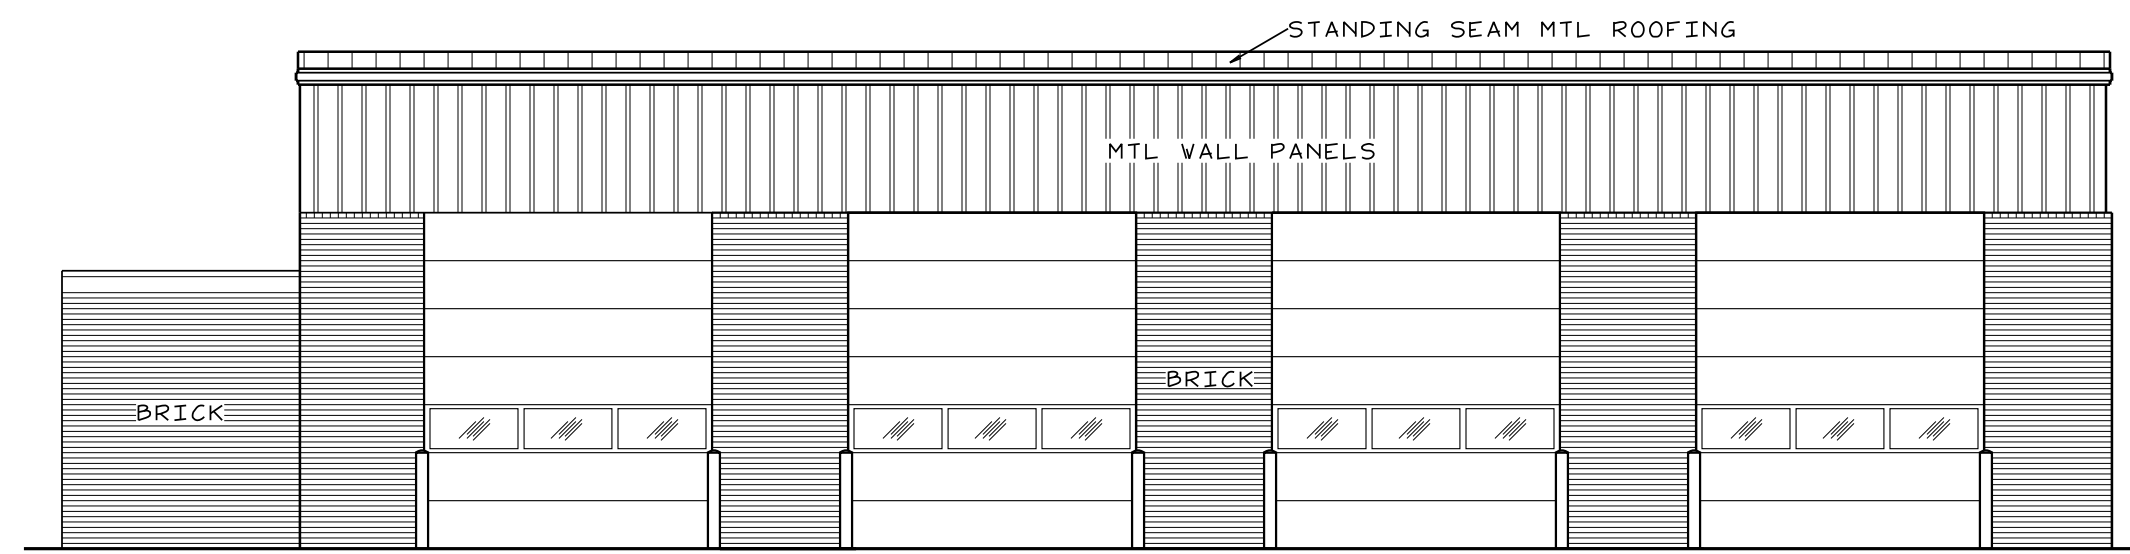 STANDING SEAM MTL ROOFING
MTL WALL PANELS
BRICK
BRICK